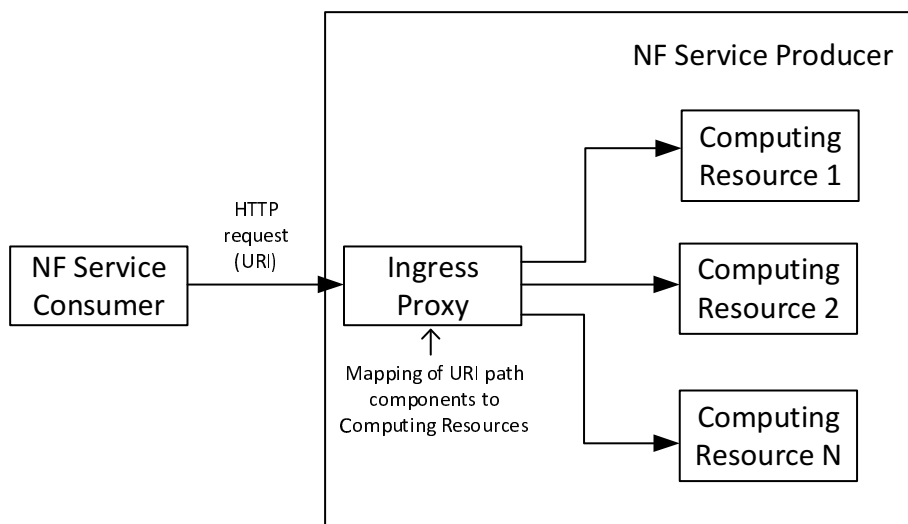 NF Service Producer
Computing
Resource 1
HTTP
request
(URI)
NF Service
Consumer
Ingress
Proxy
Computing
Resource 2
Mapping of URI path
components to
Computing Resources
Computing
Resource N